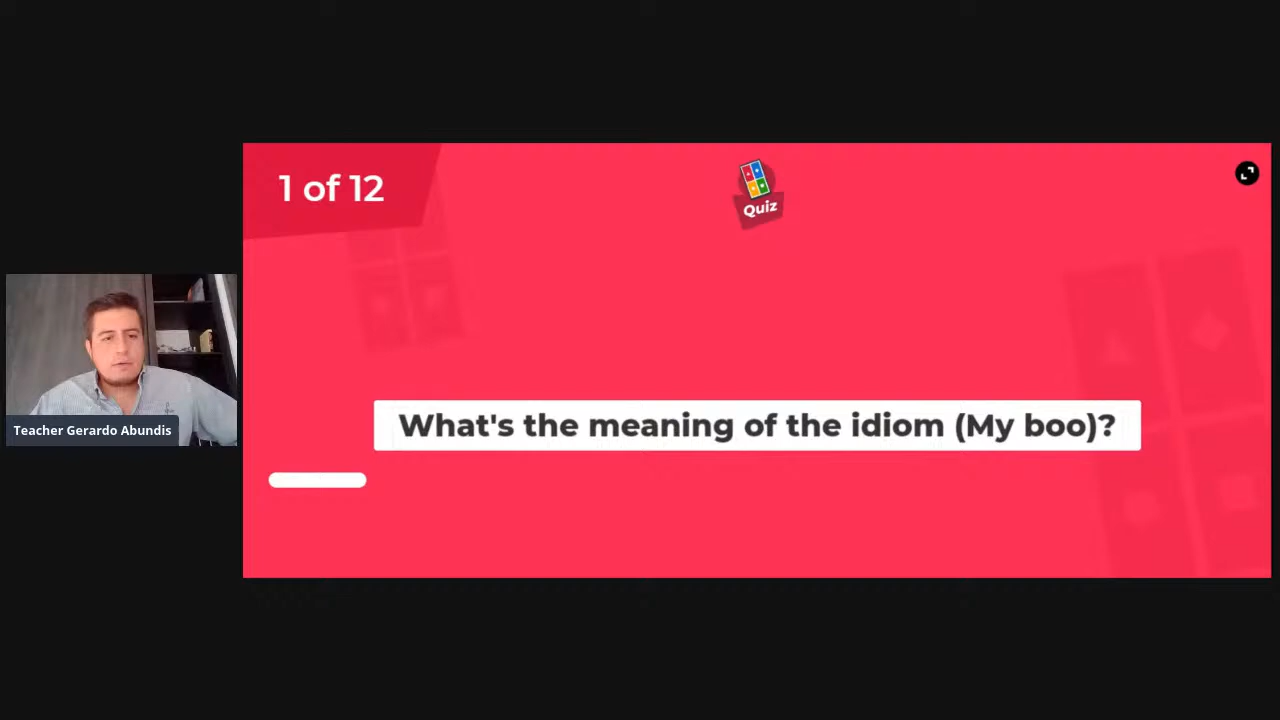 1 of 12
Quiz
What's the meaning of the idiom (My boo)?
Teacher Gerardo Abundis